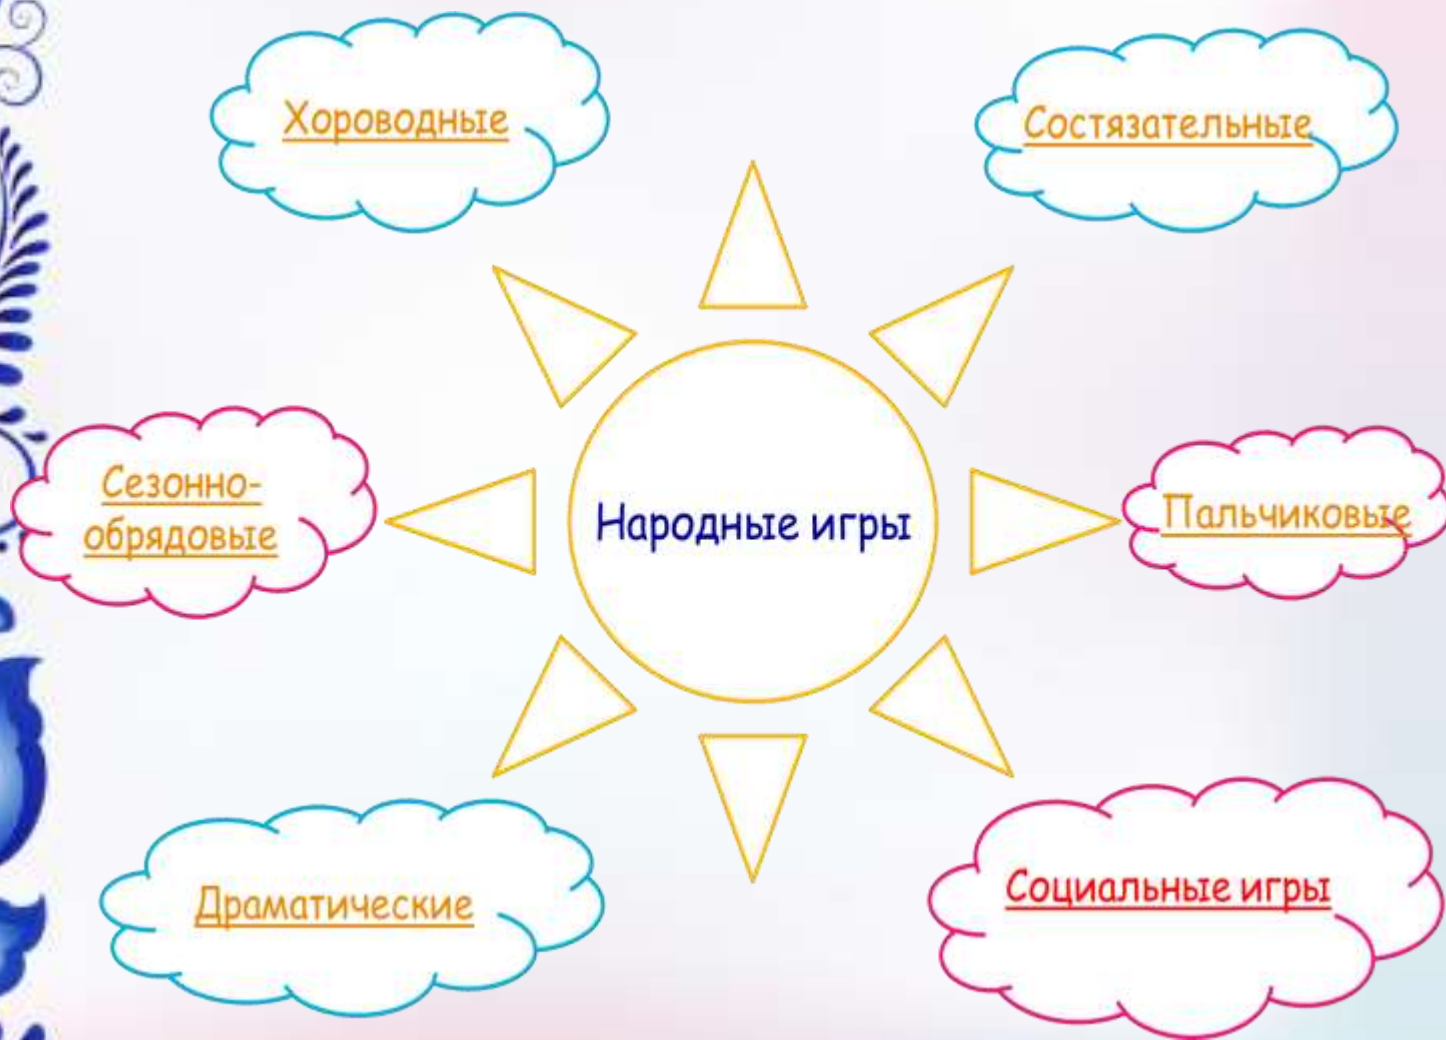 Хороводные
Состязательные
Сезонно-
обрядовые
Народные игры
Пальчиковые
Драматические
Социальные игры